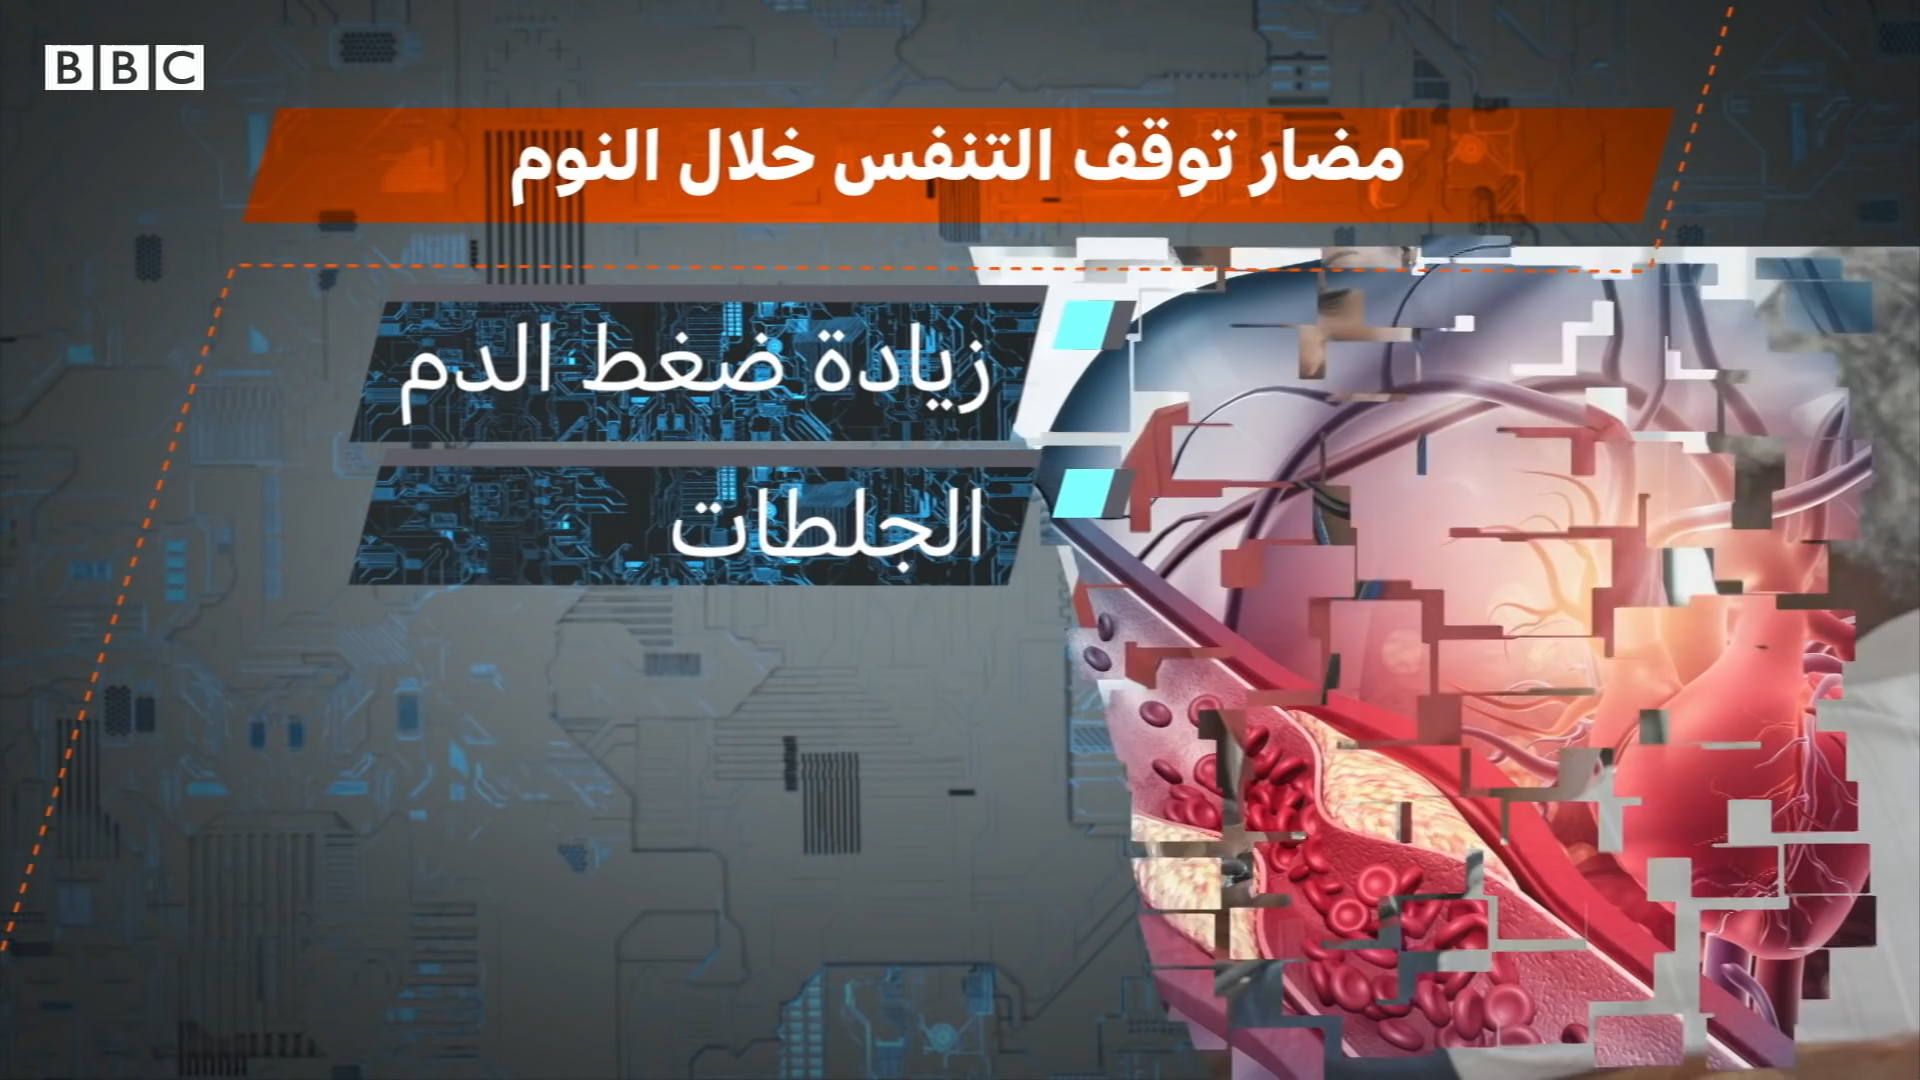 BBC
مضار توقف التنفس خلال النوم
زيادة ضغط الدم
الجلطات